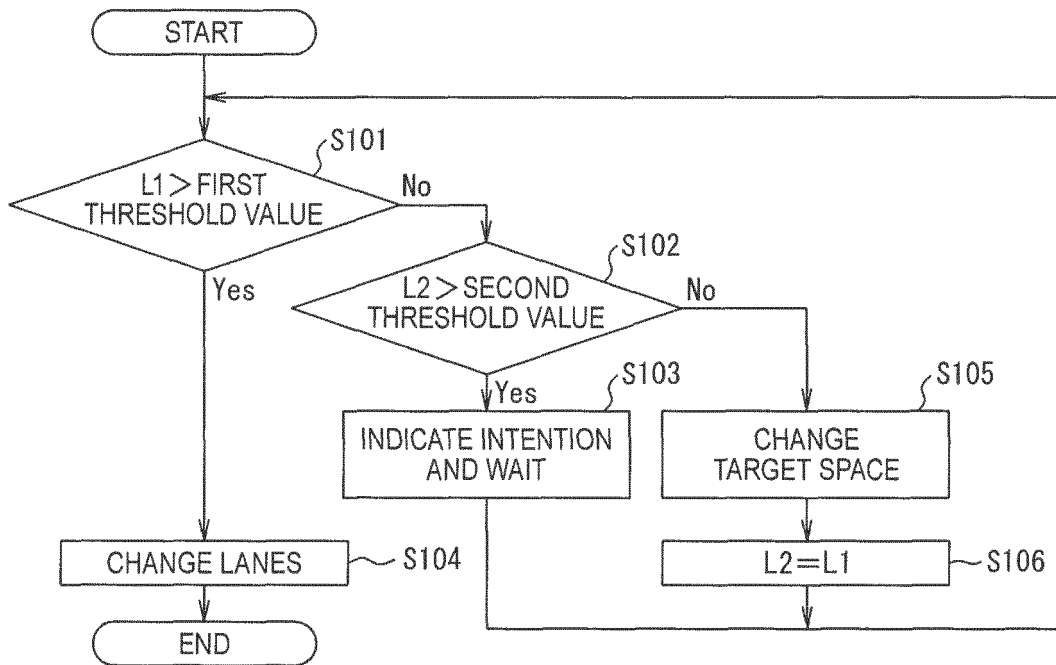 START
S101
L1>FIRST
THRESHOLD VALUE
No
Yes
S102
L2>SECOND
THRESHOLD VALUE
No
Yes
S103
INDICATE INTENTION
AND WAIT
S105
CHANGE
TARGET SPACE
CHANGE LANES
S104
L2=L1
S106
END